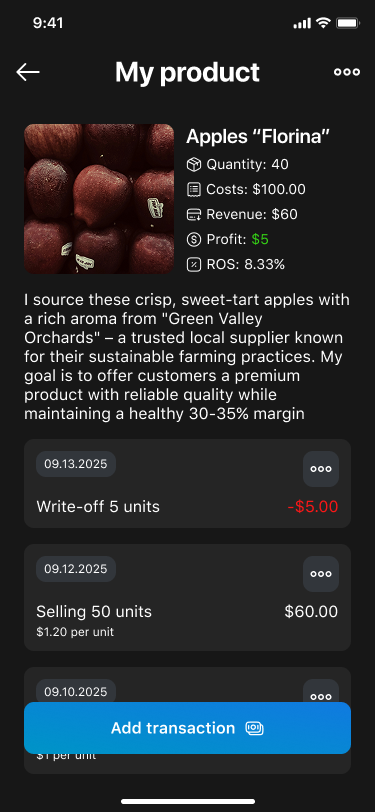 9:41
My product
Apples “Florina”
Quantity: 40
Costs: $100.00
Revenue: $60
Profit: $5
ROS: 8.33%
I source these crisp, sweet-tart apples with
a rich aroma from "Green Valley
Orchards" – a trusted local supplier known
for their sustainable farming practices. My
goal is to offer customers a premium
product with reliable quality while
maintaining a healthy 30-35% margin
09.13.2025
Write-off 5 units
-$5.00
09.12.2025
Selling 50 units
$60.00
$1.20 per unit
09.10.2025
Add transaction
$1 per unit